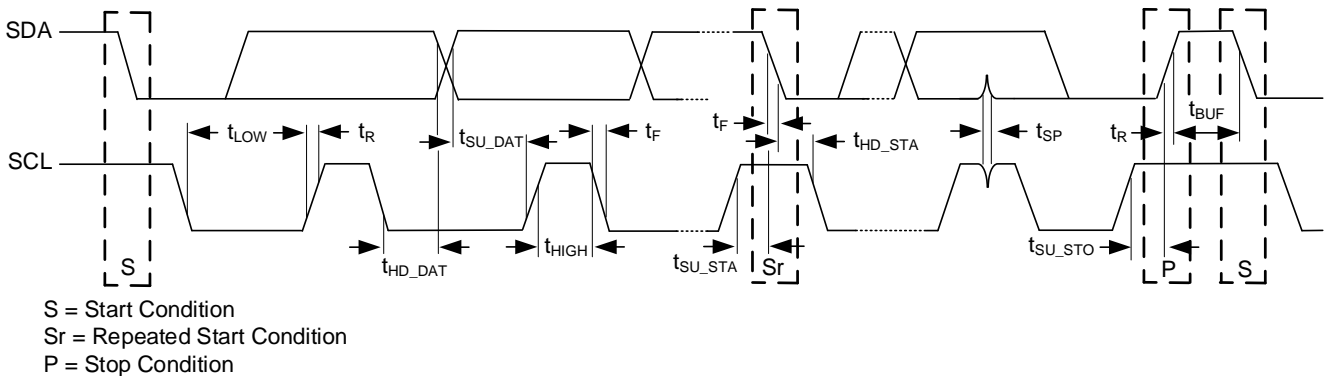 SDA
tLOW
tR
tSU_DAT
tF
tF
tHD_STA
tSP
tR
tBUF
SCL
tHD_DAT
tHIGH
tSU_STA
tSU_STO
S
Sr
P
S
S = Start Condition
Sr = Repeated Start Condition
P = Stop Condition